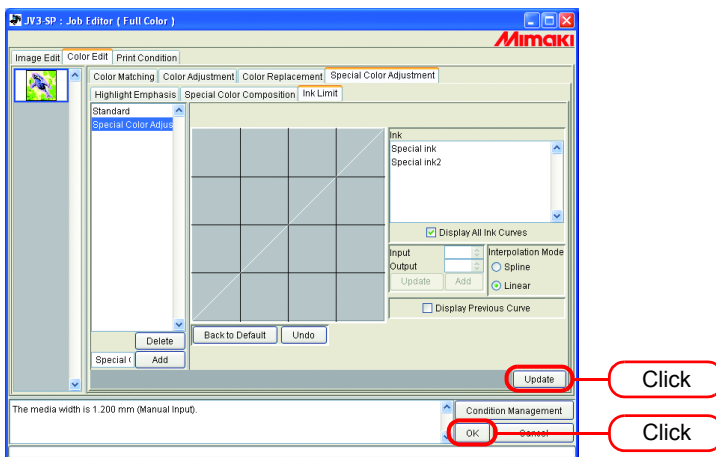 JV3-SP : Job Editor ( Full Color )
Mimaki
Image Edit Color Edit Print Condition
Color Matching Color Adjustment Color Replacement Special Color Adjustment
Highlight Emphasis Special Color Composition Ink Limit
Standard
Special Color Adjus
Ink
Special ink
Special ink2
Display All Ink Curves
Input
Output
Update Add
Interpolation Mode
Spline
Linear
Display Previous Curve
Delete
Back to Default Undo
Special ( Add
Update
Click
The media width is 1.200 mm (Manual Input).
Condition Management
OK Cancel
Click